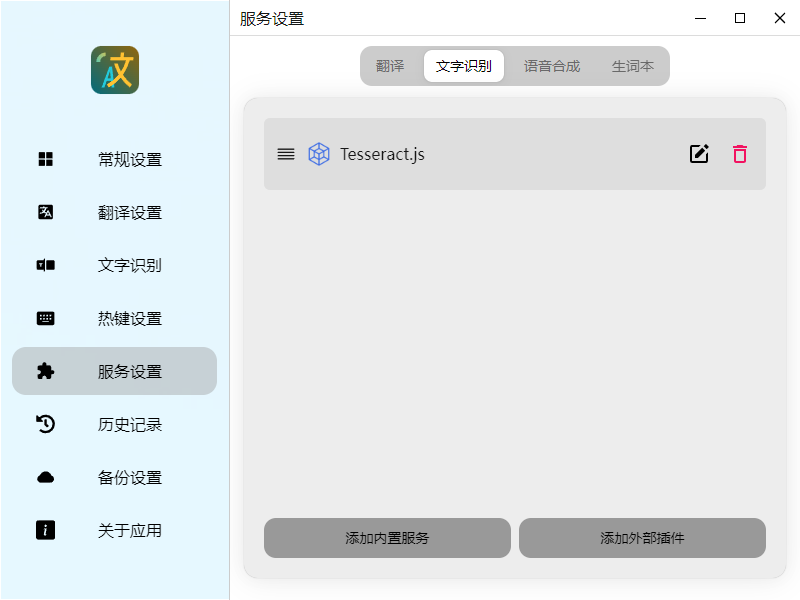 服务设置
文
A
翻译
文字识别
语音合成
生词本
常规设置
翻译设置
文字识别
热键设置
服务设置
历史记录
备份设置
关于应用
Tesseract.js
添加内置服务
添加外部插件